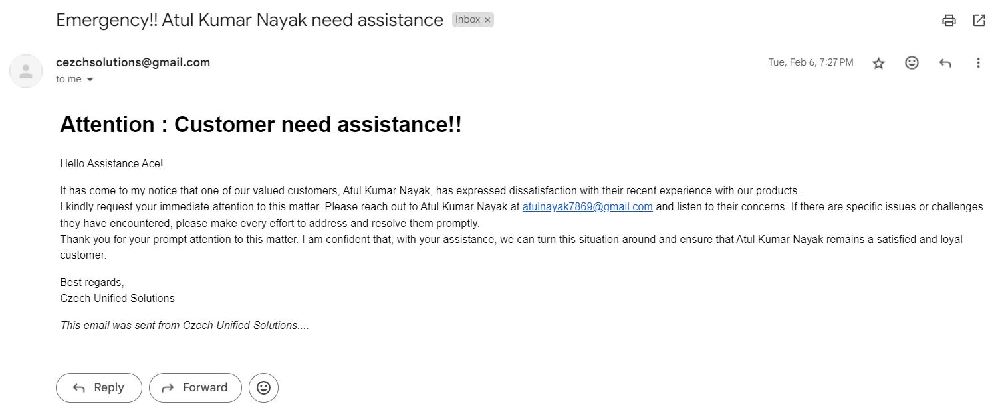 Emergency!! Atul Kumar Nayak need assistance Inbox ×
cezchsolutions@gmail.com Tue, Feb 6, 7:27 PM
to me
Attention : Customer need assistance!!
Hello Assistance Ace!
It has come to my notice that one of our valued customers, Atul Kumar Nayak, has expressed dissatisfaction with their recent experience with our products.
I kindly request your immediate attention to this matter. Please reach out to Atul Kumar Nayak at atulnayak7869@gmail.com and listen to their concerns. If there are specific issues or challenges
they have encountered, please make every effort to address and resolve them promptly.
Thank you for your prompt attention to this matter. I am confident that, with your assistance, we can turn this situation around and ensure that Atul Kumar Nayak remains a satisfied and loyal
customer.
Best regards,
Czech Unified Solutions
This email was sent from Czech Unified Solutions....
Reply Forward